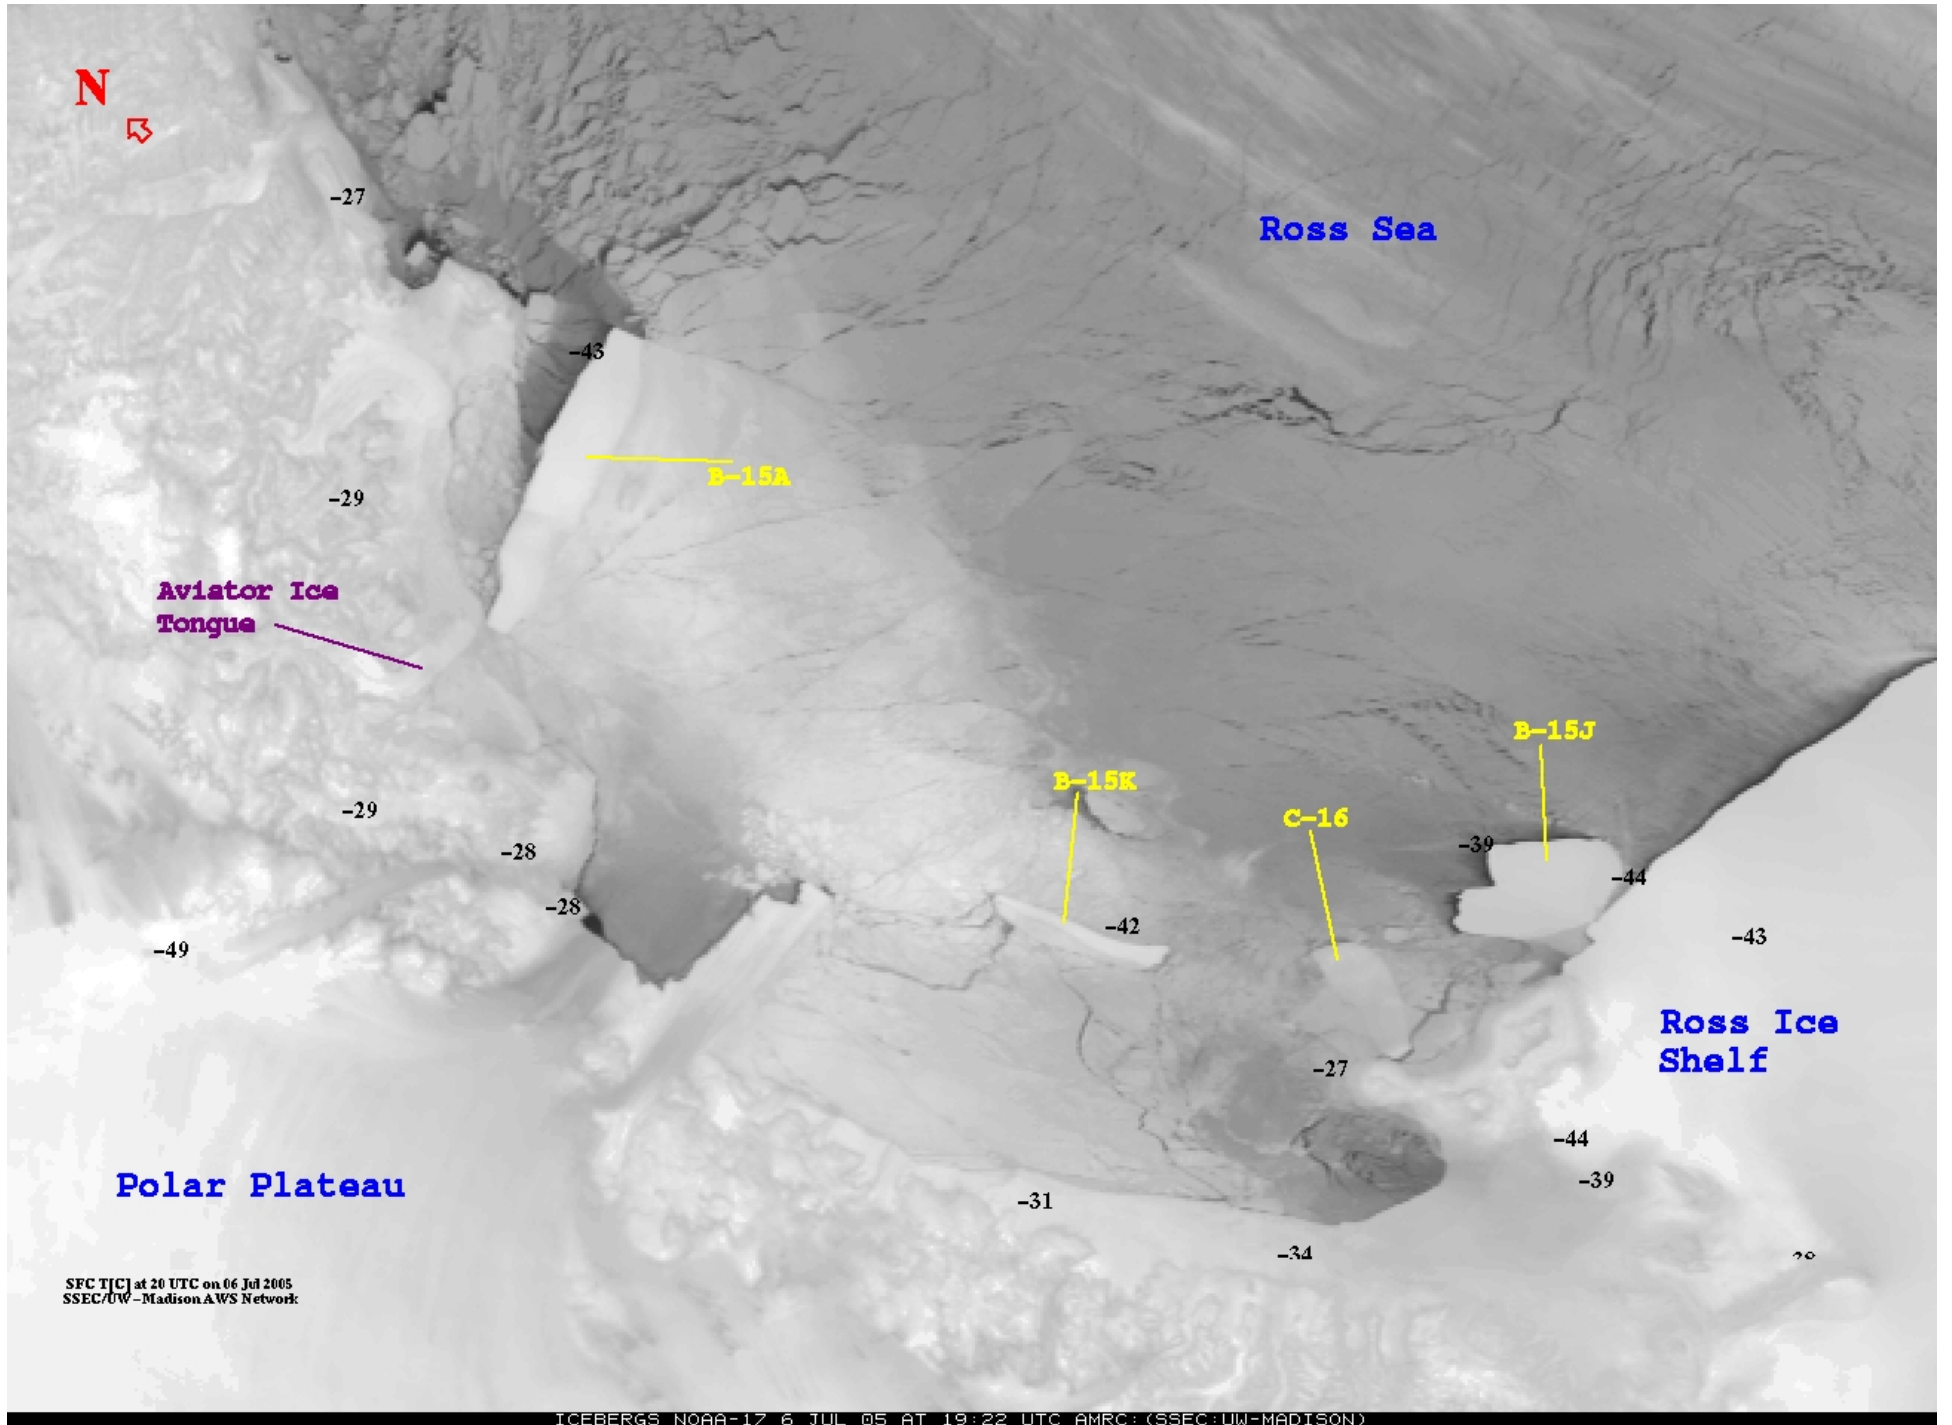 N
-27
Ross Sea
-43
B-15A
-29
Aviator Ice
Tongue
B-15J
B-15K
-29
C-16
-28
-39
-44
-28
-42
-49
-43
Ross Ice
Shelf
-27
-44
-39
Polar Plateau
-31
-34
SFC T[C] at 20 UTC on 06 Jul 2005
SSEC/UW-Madison AWS Network
ICEBERGS NOAA-17 6 JUL 05 AT 19:22 UTC AMRC:(SSEC:UW-MADISON)